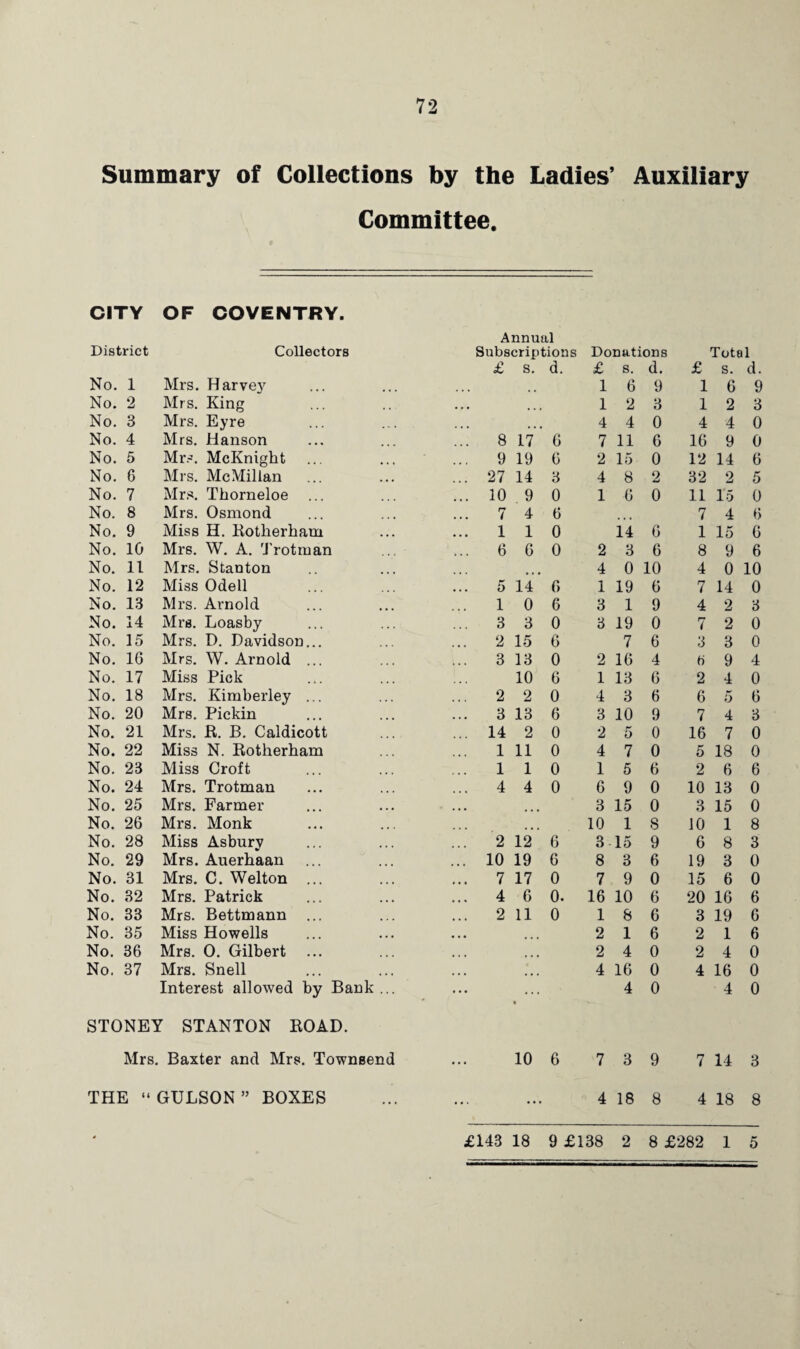 72
Summary of Collections by the Ladies' Auxiliary
Committee.
CITY OF COVENTRY.
Annual
District Collectors Subscriptions Donations Total
£ s. d. £ s. d. £ s. d.
No. 1 Mrs. Harvey ... ... ... .. 1 6 9 1 6 9
No. 2 Mrs. King ... .. ... ... 1 2 3 1 2 3
No. 3 Mrs. Eyre ... ... ... ... 4 4 0 4 4 0
No. 4 Mrs. Hanson ... ... ... 8 17 6 7 11 6 16 9 0
No. 5 Mrs. McKnight ... ... ... 9 19 6 2 15 0 12 14 6
No. 6 Mrs. McMillan ... ... ... 27 14 3 4 8 2 32 2 5
No. 7 Mrs. Thorneloe ... ... ... 10 9 0 1 6 0 11 15 0
No. 8 Mrs. Osmond ... ... ... 7 4 6 ... 7 4 6
No. 9 Miss H. Rotherham ... ... 1 1 0 14 6 1 15 6
No. 10 Mrs. W. A. Trotman ... ... 6 6 0 2 3 6 8 9 6
No. 11 Mrs. Stanton .. ... ... ... 4 0 10 4 0 10
No. 12 Miss Odell ... ... ... 5 14 6 1 19 6 7 14 0
No. 13 Mrs. Arnold ... ... ... 1 0 6 3 1 9 4 2 3
No. 14 Mrs. Loasby ... ... ... 3 3 0 3 19 0 7 2 0
No. 15 Mrs. D. Davidson... ... ... 2 15 6 7 6 3 3 0
No. 16 Mrs. W. Arnold ... ... ... 3 13 0 2 16 4 6 9 4
No. 17 Miss Pick ... ... ... 10 6 1 13 6 2 4 0
No. 18 Mrs. Kimberley ... ... ... 2 2 0 4 3 6 6 5 6
No. 20 Mrs. Pickin ... ... ... 3 13 6 3 10 9 7 4 3
No. 21 Mrs. R. B. Caldicott ... ... 14 2 0 2 5 0 16 7 0
No. 22 Miss N. Rotherham ... ... 1 11 0 4 7 0 5 18 0
No. 23 Miss Croft ... ... ... 1 1 0 1 5 6 2 6 6
No. 24 Mrs. Trotman ... ... ... 4 4 0 6 9 0 10 13 0
No. 25 Mrs. Farmer ... ... ... ... 3 15 0 3 15 0
No. 26 Mrs. Monk ... ... ... ... 10 1 8 10 1 8
No. 28 Miss Asbury ... ... ... 2 12 6 3 15 9 6 8 3
No. 29 Mrs. Auerhaan ... ... ... 10 19 6 8 3 6 19 3 0
No. 31 Mrs. C. Welton ... ... ... 7 17 0 7 9 0 15 6 0
No. 32 Mrs. Patrick ... ... ... 4 6 0. 16 10 6 20 16 6
No. 33 Mrs. Bettmann ... ... ... 2 11 0 1 8 6 3 19 6
No. 35 Miss Howells ... ... ... ... 2 1 6 2 1 6
No. 36 Mrs. O. Gilbert ... ... ... ... 2 4 0 2 4 0
No. 37 Mrs. Snell ... ... ... ... 4 16 0 4 16 0
Interest allowed by Bank ... ... ... 4 0 4 0
STONEY STANTON ROAD.
Mrs. Baxter and Mrs. Townsend ... 10 6 7 3 9 7 14 3
THE “GULSON” BOXES ... ... ... 4 18 8 4 18 8
£143 18 9 £138 2 8 £282 1 5